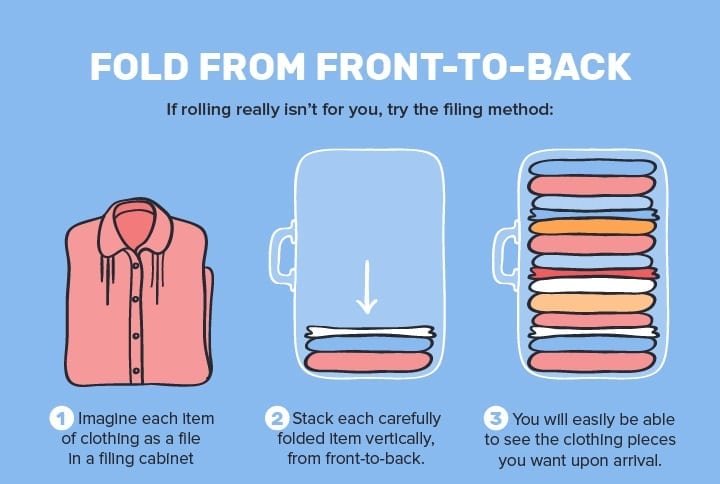 FOLD FROM FRONT-TO-BACK
If rolling really isn't for you, try the filing method:
1 Imagine each item
of clothing as a file
in a filing cabinet
2 Stack each carefully
folded item vertically,
from front-to-back.
3 You will easily be able
to see the clothing pieces
you want upon arrival.